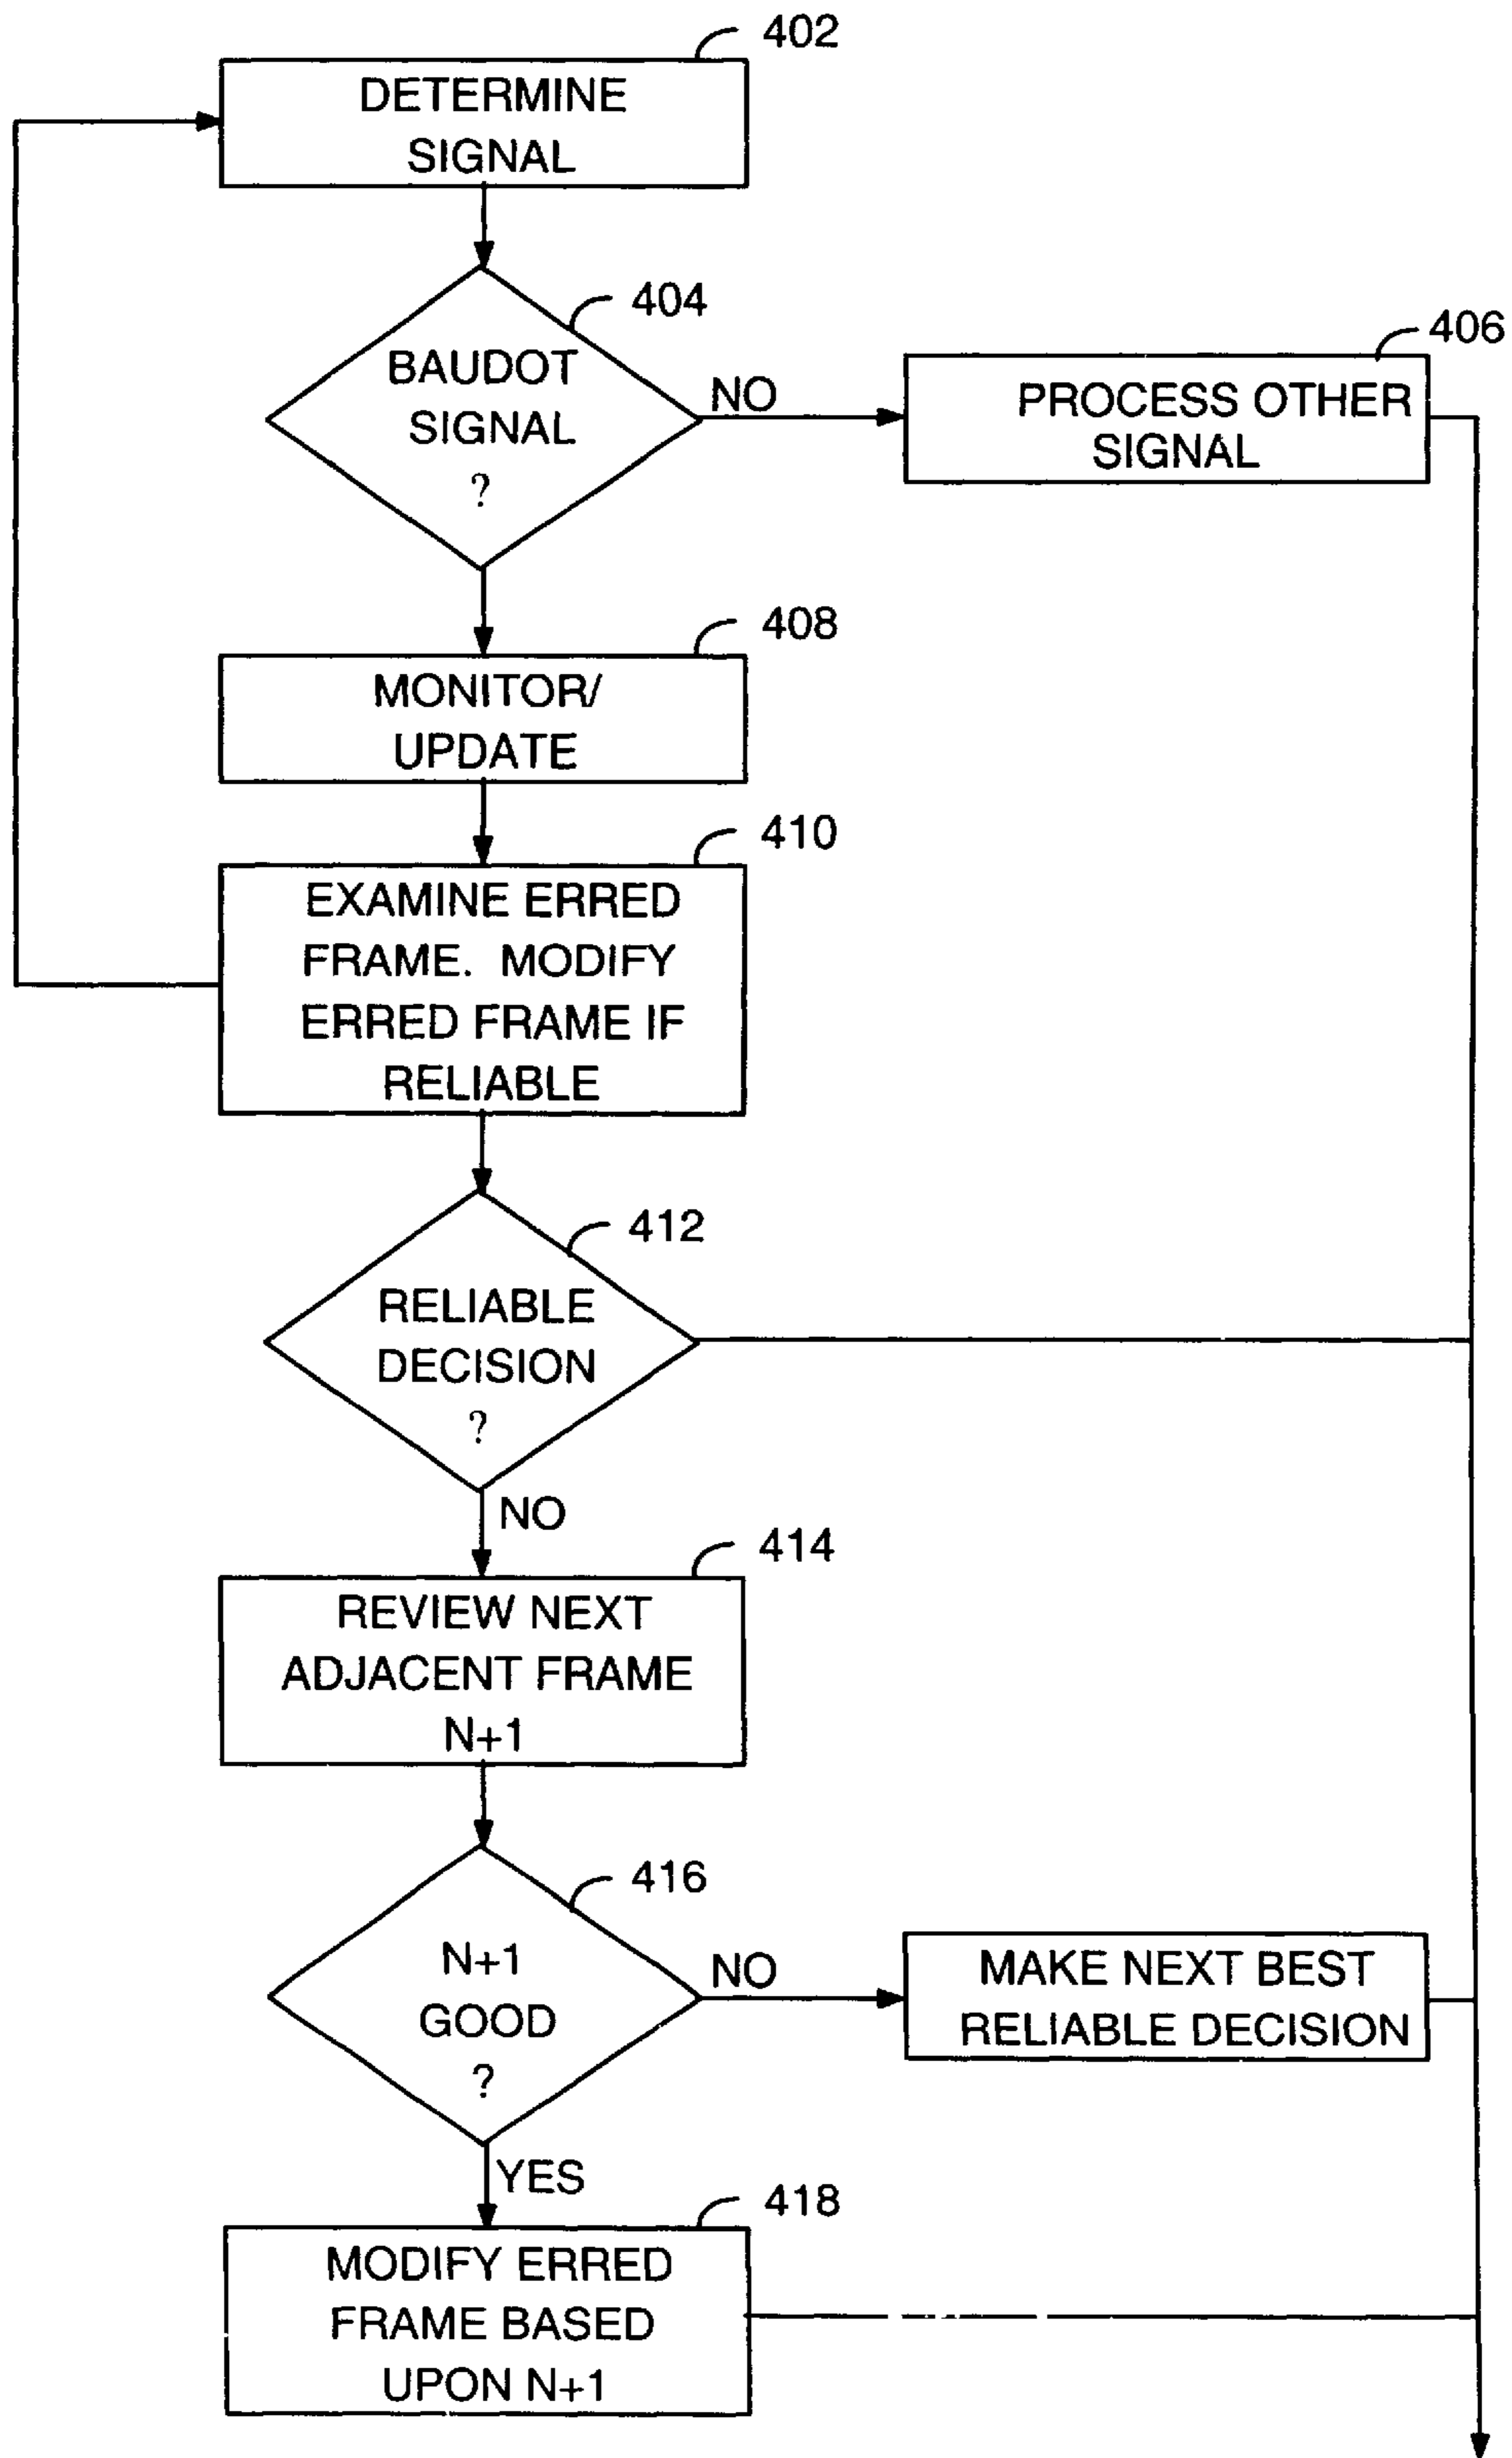 402
DETERMINE
SIGNAL
404
BAUDOT
SIGNAL
?
NO
406
PROCESS OTHER
SIGNAL
408
MONITOR/
UPDATE
410
EXAMINE ERRED
FRAME. MODIFY
ERRED FRAME IF
RELIABLE
412
RELIABLE
DECISION
?
NO
414
REVIEW NEXT
ADJACENT FRAME
N+1
416
N+1
GOOD
?
NO
MAKE NEXT BEST
RELIABLE DECISION
YES
418
MODIFY ERRED
FRAME BASED
UPON N+1